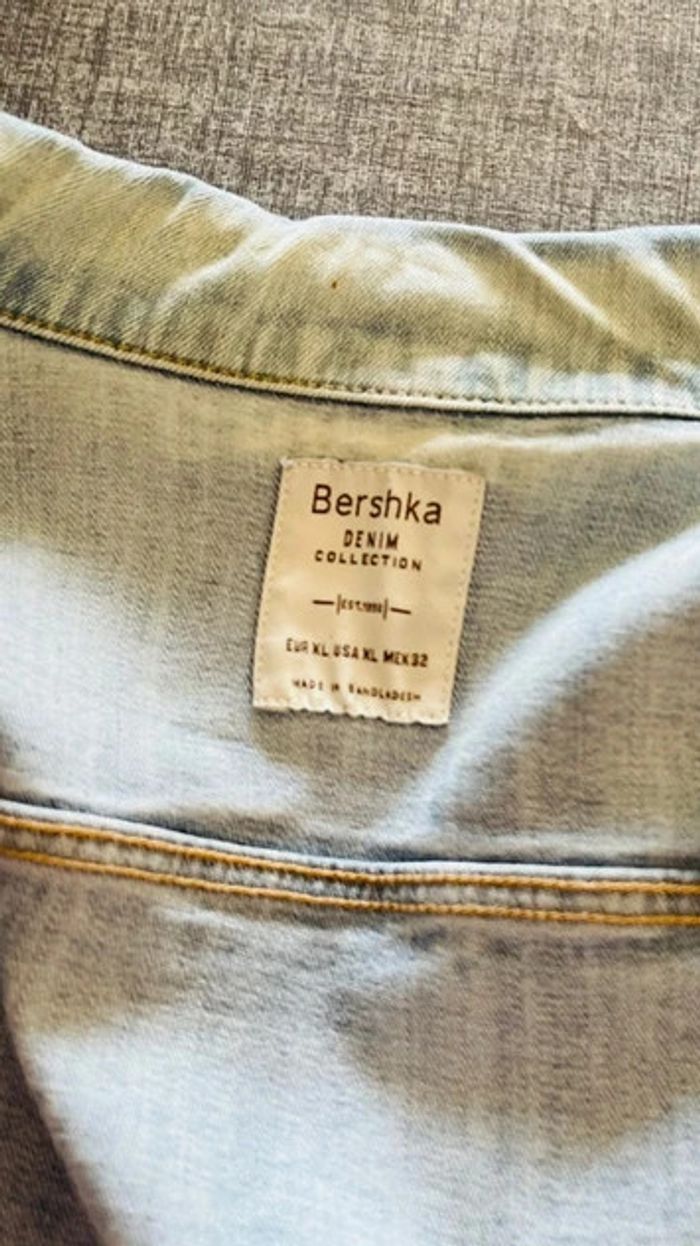 Bershka
DENIM
COLLECTION
EST.1998
EUR XL USA XL MEX 32
MADE IN BANGLADESH